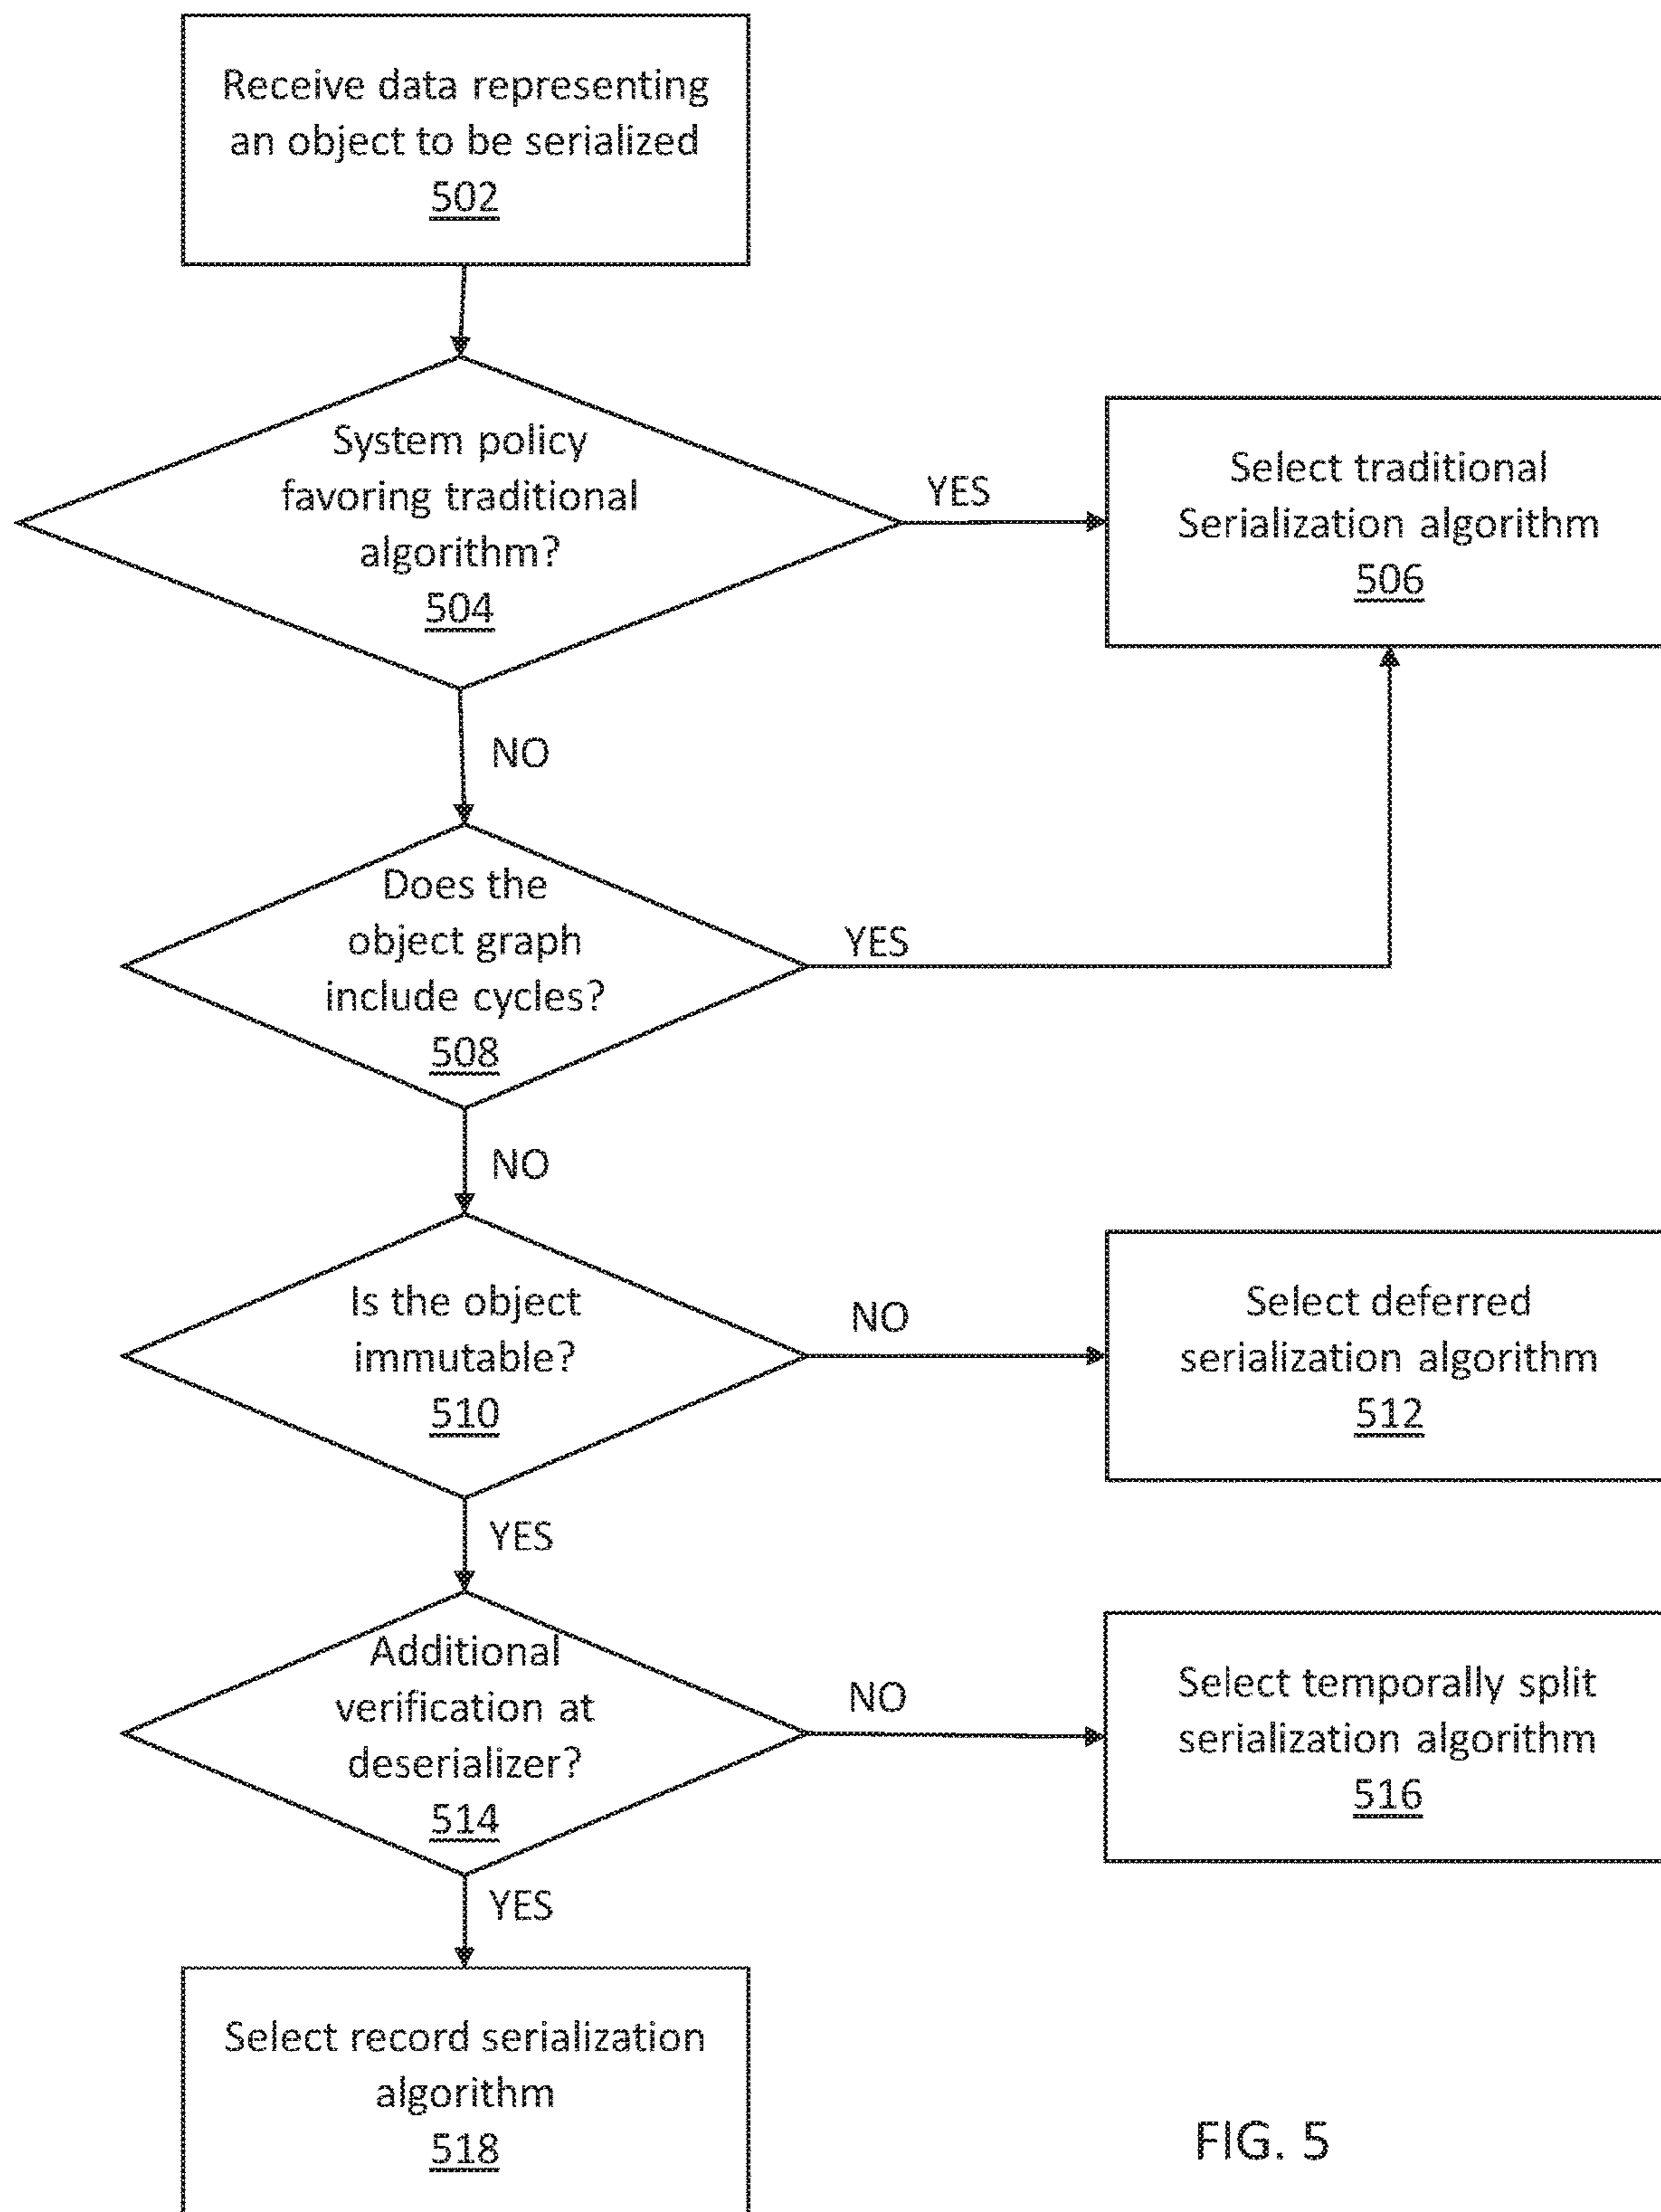 Receive data representing
an object to be serialized
502
System policy
favoring traditional
algorithm?
504
YES
Select traditional
Serialization algorithm
506
NO
Does the
object graph
include cycles?
508
YES
NO
Is the object
immutable?
510
NO
Select deferred
serialization algorithm
512
YES
Additional
verification at
deserializer?
514
NO
Select temporally split
serialization algorithm
516
YES
Select record serialization
algorithm
518
FIG. 5